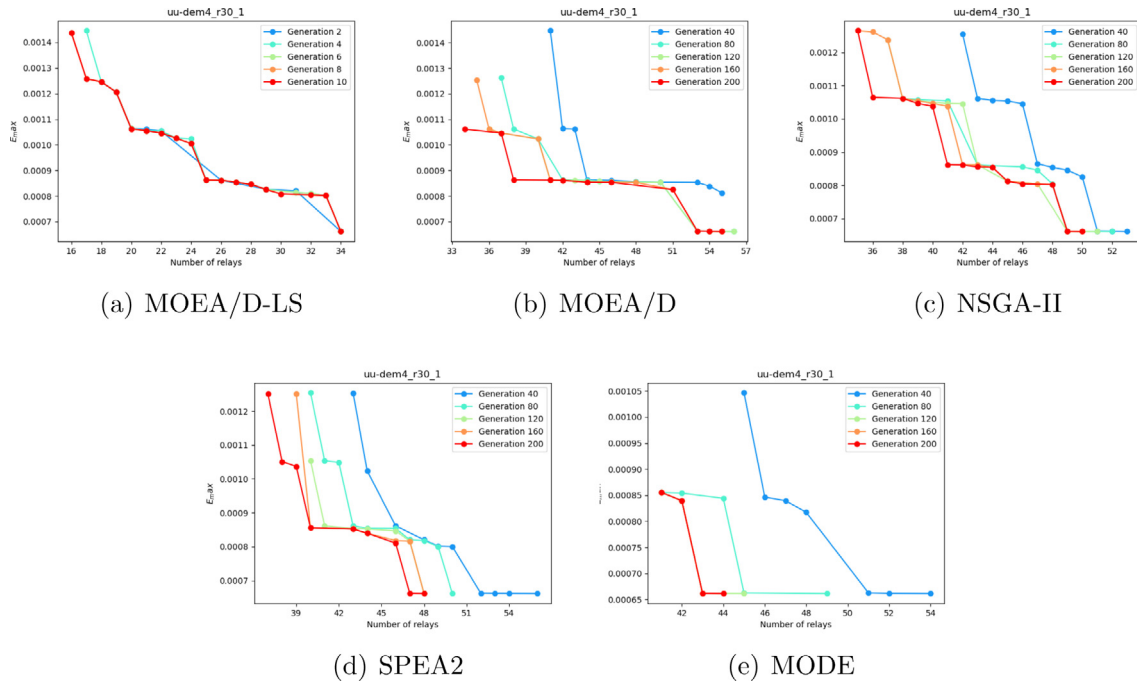 uu-dem4_r30_1
Generation 2
Generation 4
Generation 6
Generation 8
Generation 10
0.0014
0.0013
0.0012
0.0011
0.0010
0.0009
0.0008
0.0007
E_max
16 18 20 22 24 26 28 30 32 34
Number of relays
(a) MOEA/D-LS
uu-dem4_r30_1
Generation 40
Generation 80
Generation 120
Generation 160
Generation 200
0.0014
0.0013
0.0012
0.0011
0.0010
0.0009
0.0008
0.0007
E_max
33 36 39 42 45 48 51 54 57
Number of relays
(b) MOEA/D
uu-dem4_r30_1
Generation 40
Generation 80
Generation 120
Generation 160
Generation 200
0.0012
0.0011
0.0010
0.0009
0.0008
0.0007
E_max
36 38 40 42 44 46 48 50 52
Number of relays
(c) NSGA-II
uu-dem4_r30_1
Generation 40
Generation 80
Generation 120
Generation 160
Generation 200
0.0012
0.0011
0.0010
0.0009
0.0008
0.0007
E_max
39 42 45 48 51 54
Number of relays
(d) SPEA2
uu-dem4_r30_1
Generation 40
Generation 80
Generation 120
Generation 160
Generation 200
0.00105
0.00100
0.00095
0.00090
0.00085
0.00080
0.00075
0.00070
0.00065
42 44 46 48 50 52 54
Number of relays
(e) MODE